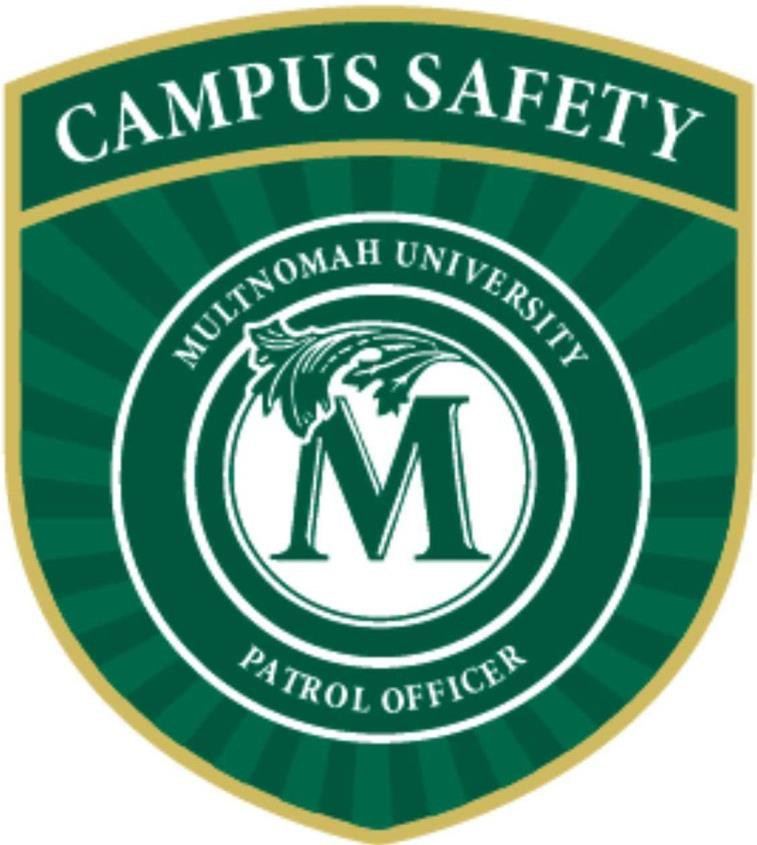 CAMPUS SAFETY
MULTNOMAH UNIVERSITY
M
PATROL OFFICER